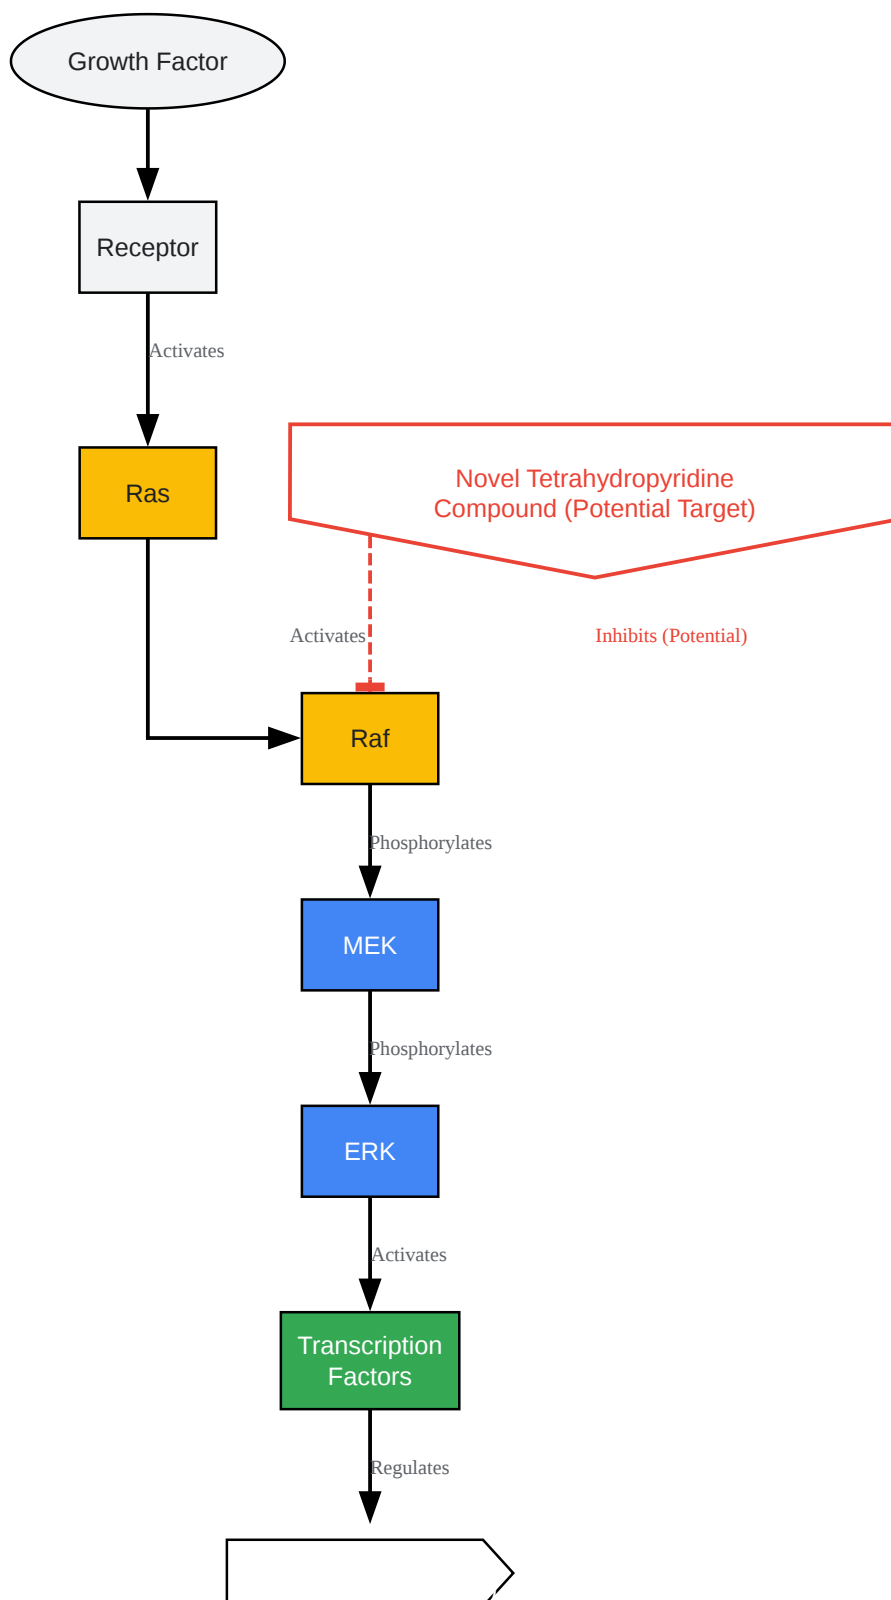 Growth Factor
Receptor
Activates
Ras
Novel Tetrahydropyridine
Compound (Potential Target)
Activates
Inhibits (Potential)
Raf
Phosphorylates
MEK
Phosphorylates
ERK
Activates
Transcription
Factors
Regulates